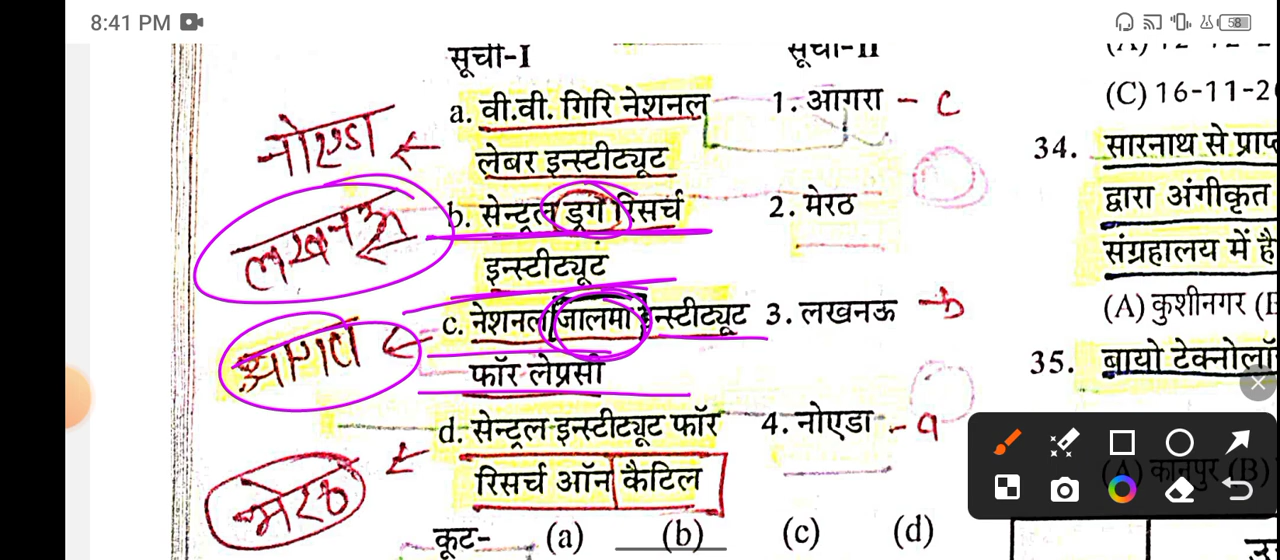 8:41 PM
58
सूची-I सूची-II
a. वी.वी. गिरि नेशनल 1. आगरा - C
नोएडा ←
लेबर इन्स्टीट्यूट
b. सेन्ट्रल ड्रग रिसर्च 2. मेरठ
लखनऊ
इन्स्टीट्यूट
c. नेशनल जालमा इन्स्टीट्यूट 3. लखनऊ → b
आगरा ←
फॉर लेप्रसी
d. सेन्ट्रल इन्स्टीट्यूट फॉर 4. नोएडा - a
मेरठ ←
रिसर्च ऑन कैटिल
कूट- (a) (b) (c) (d)
(C) 16-11-2
34. सारनाथ से
द्वारा अंगीकृत
संग्रहालय में है
(A) कुशीनगर
35. बायो
(A) कानपुर (B)